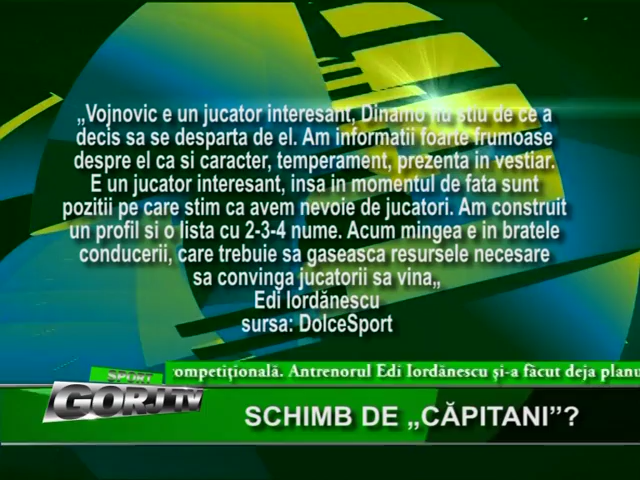 „Vojnovic e un jucator interesant, Dinamo nu stiu de ce a
decis sa se desparta de el. Am informatii foarte frumoase
despre el ca si caracter, temperament, prezenta in vestiar.
E un jucator interesant, insa in momentul de fata sunt
pozitii pe care stim ca avem nevoie de jucatori. Am construit
un profil si o lista cu 2-3-4 nume. Acum mingea e in bratele
conducerii, care trebuie sa gaseasca resursele necesare
sa convinga jucatorii sa vina„
Edi Iordănescu
sursa: DolceSport
SPORT
ompetițională. Antrenorul Edi Iordănescu și-a făcut deja planu
GORJ TV
SCHIMB DE „CĂPITANI”?